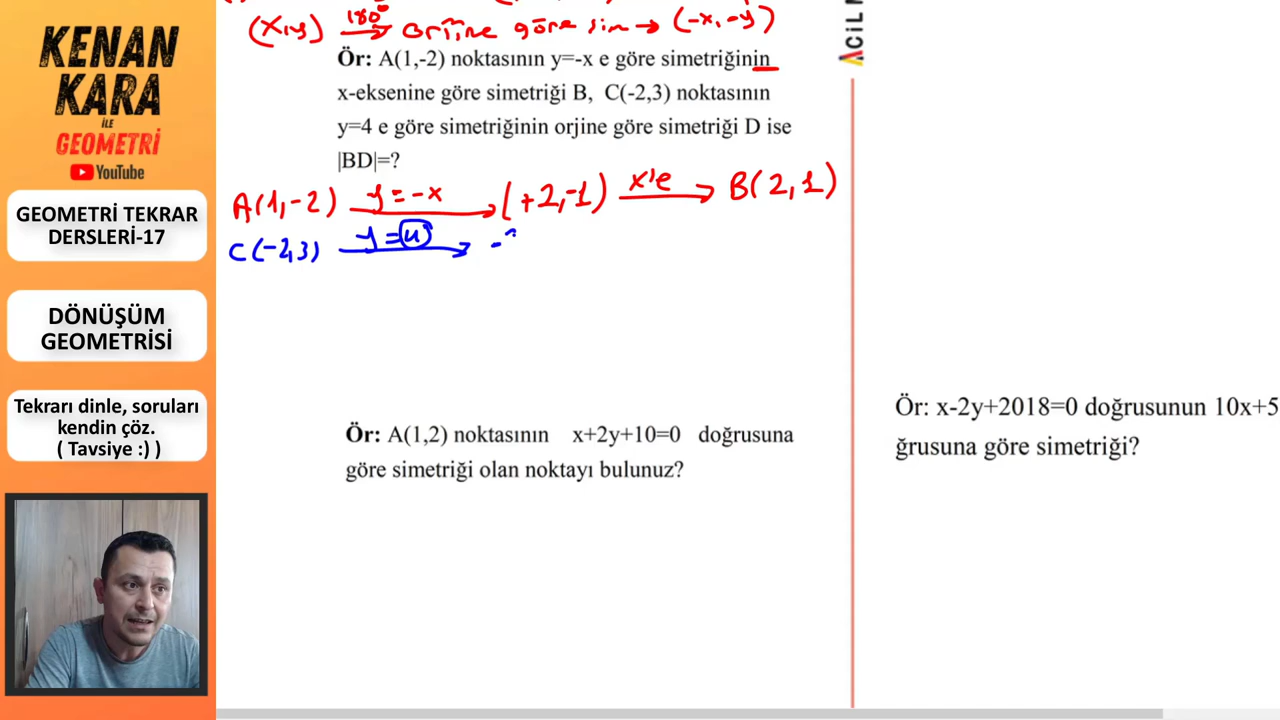 KENAN
KARA
İLE
GEOMETRİ
YouTube
GEOMETRİ TEKRAR
DERSLERİ-17
DÖNÜŞÜM
GEOMETRİSİ
Tekrarı dinle, soruları
kendin çöz.
( Tavsiye :) )
(x,y) 180° orijine göre sim → (-x,-y)
Ör: A(1,-2) noktasının y=-x e göre simetriğinin
x-eksenine göre simetriği B, C(-2,3) noktasının
y=4 e göre simetriğinin orjine göre simetriği D ise
|BD|=?
A(1,-2) y=-x (+2,-1) x'e B(2,1)
C(-2,3) y=4
Ör: A(1,2) noktasının x+2y+10=0 doğrusuna
göre simetriği olan noktayı bulunuz?
ACİL
Ör: x-2y+2018=0 doğrusunun 10x+5
ğrusuna göre simetriği?